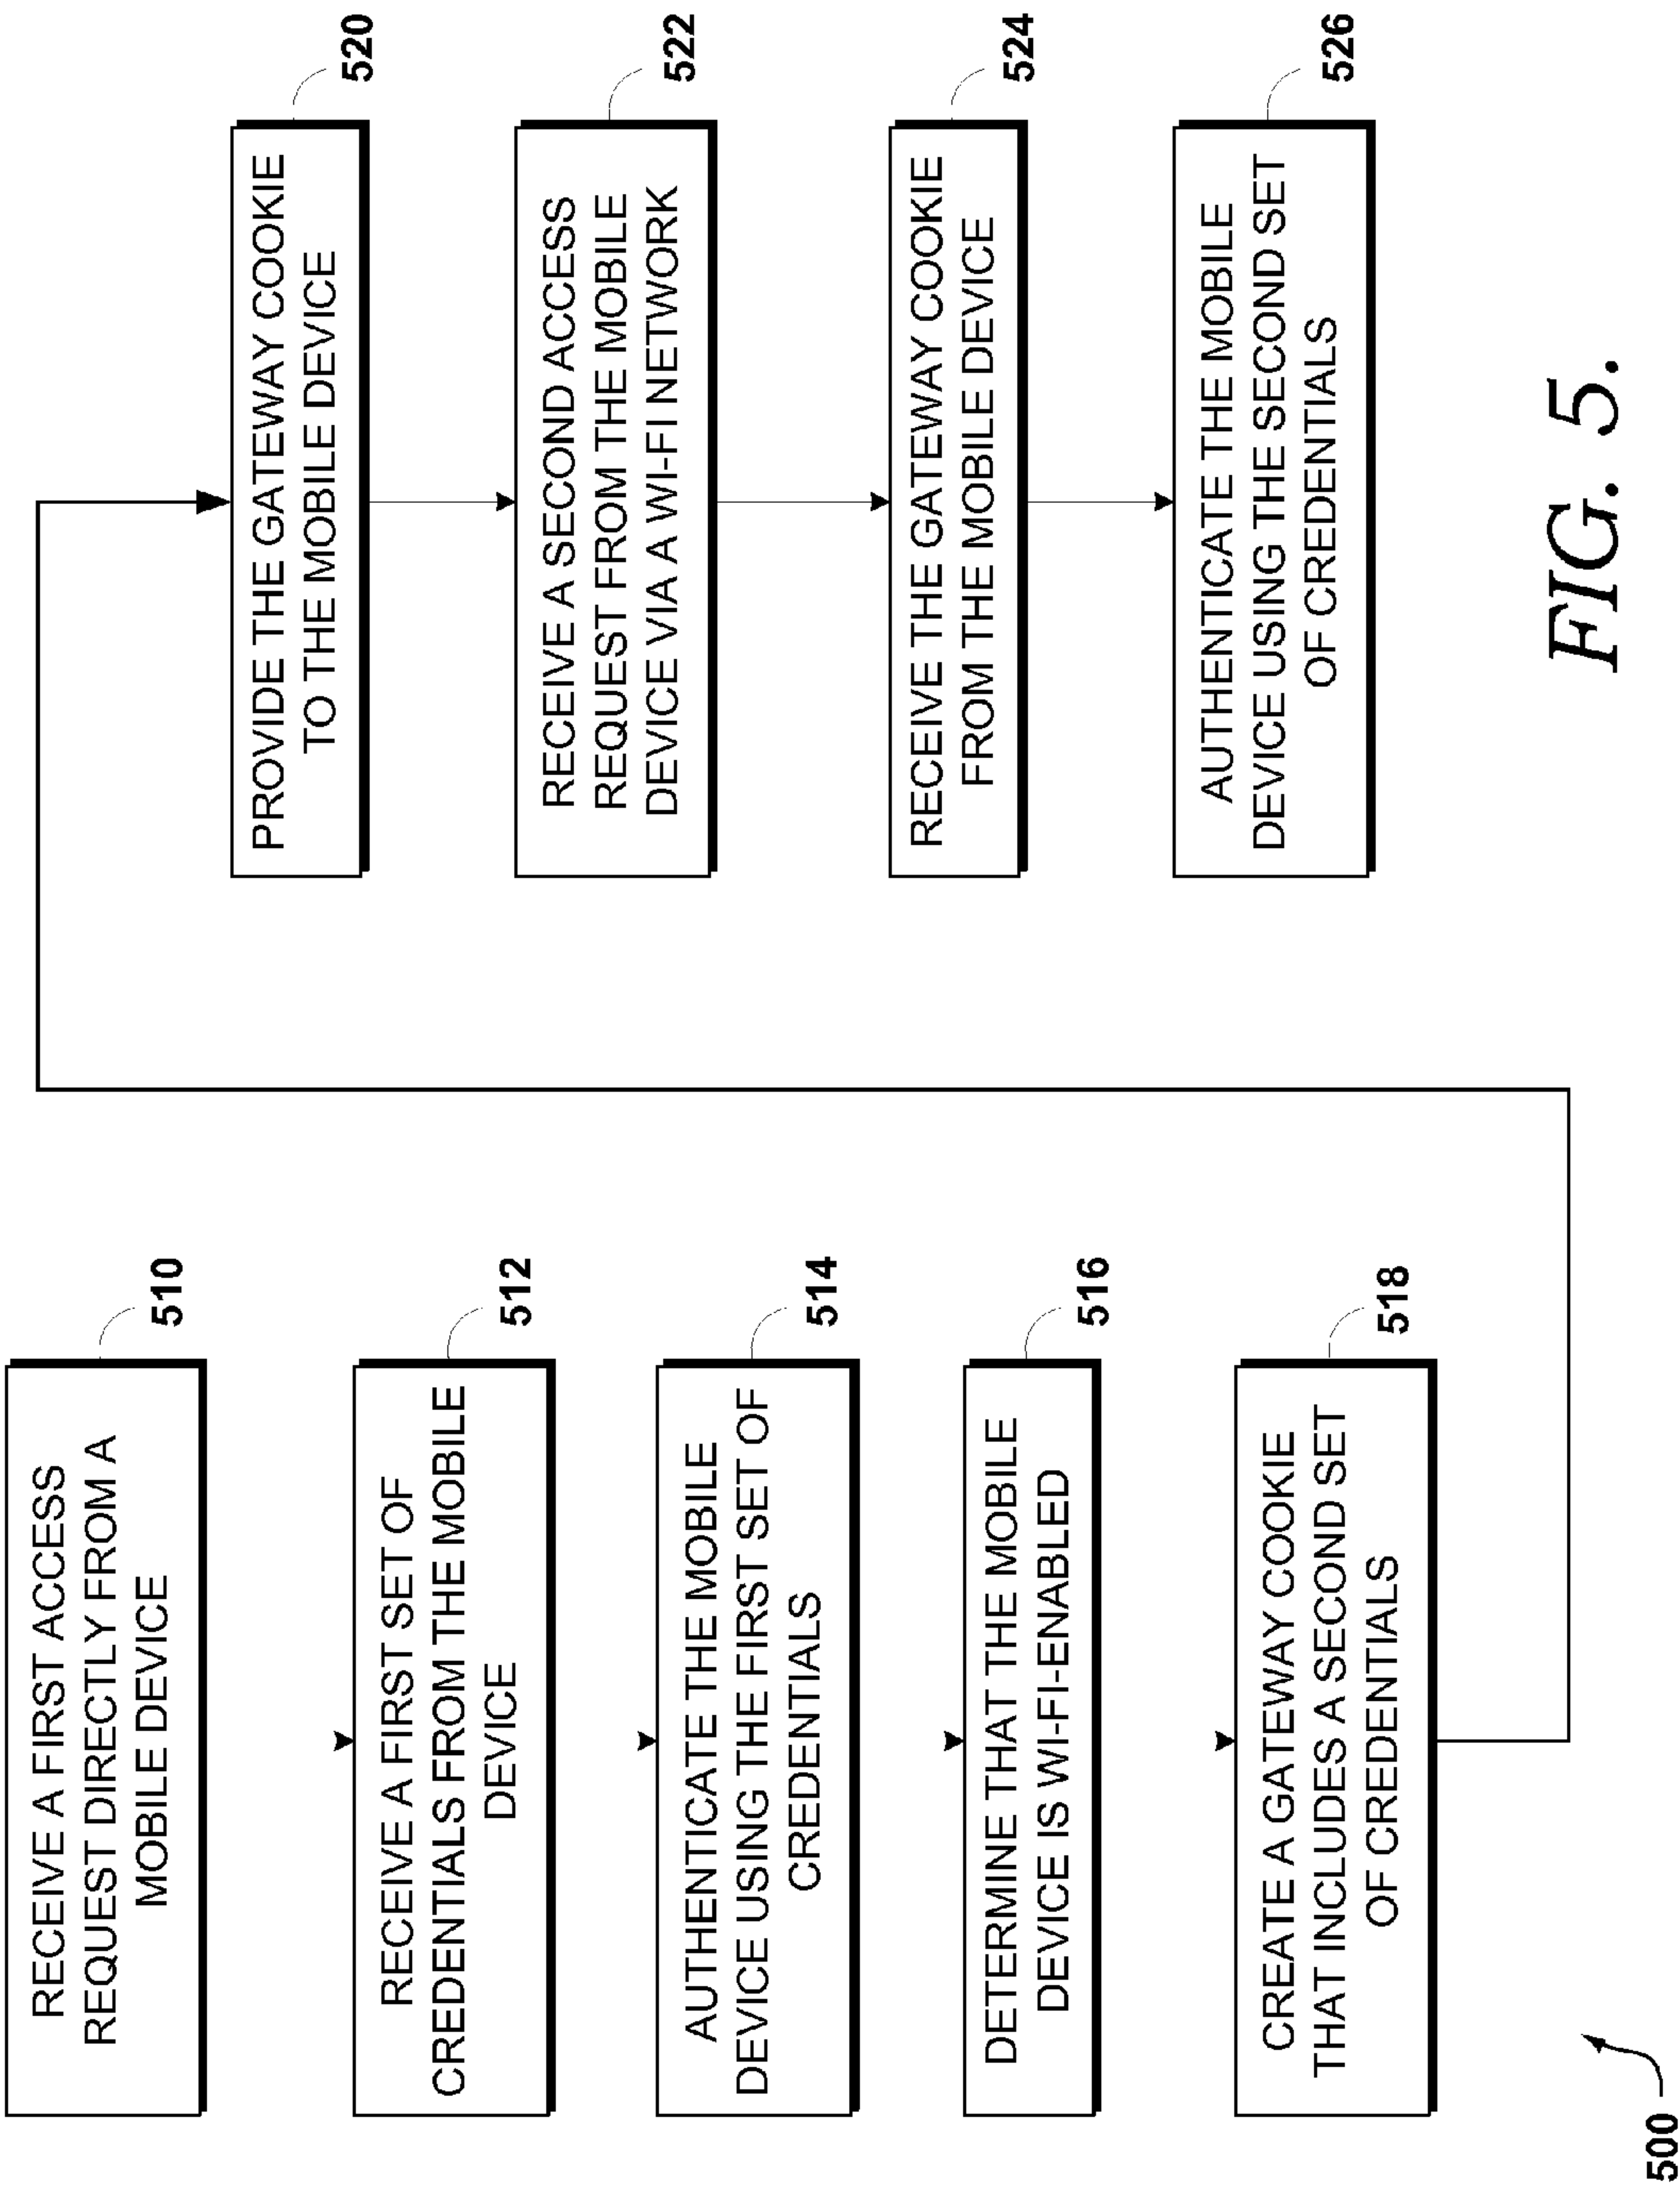 RECEIVE A FIRST ACCESS
REQUEST DIRECTLY FROM A
MOBILE DEVICE
510
RECEIVE A FIRST SET OF
CREDENTIALS FROM THE MOBILE
DEVICE
512
AUTHENTICATE THE MOBILE
DEVICE USING THE FIRST SET OF
CREDENTIALS
514
DETERMINE THAT THE MOBILE
DEVICE IS WI-FI-ENABLED
516
CREATE A GATEWAY COOKIE
THAT INCLUDES A SECOND SET
OF CREDENTIALS
518
500
PROVIDE THE GATEWAY COOKIE
TO THE MOBILE DEVICE
520
RECEIVE A SECOND ACCESS
REQUEST FROM THE MOBILE
DEVICE VIA A WI-FI NETWORK
522
RECEIVE THE GATEWAY COOKIE
FROM THE MOBILE DEVICE
524
AUTHENTICATE THE MOBILE
DEVICE USING THE SECOND SET
OF CREDENTIALS
526
FIG. 5.